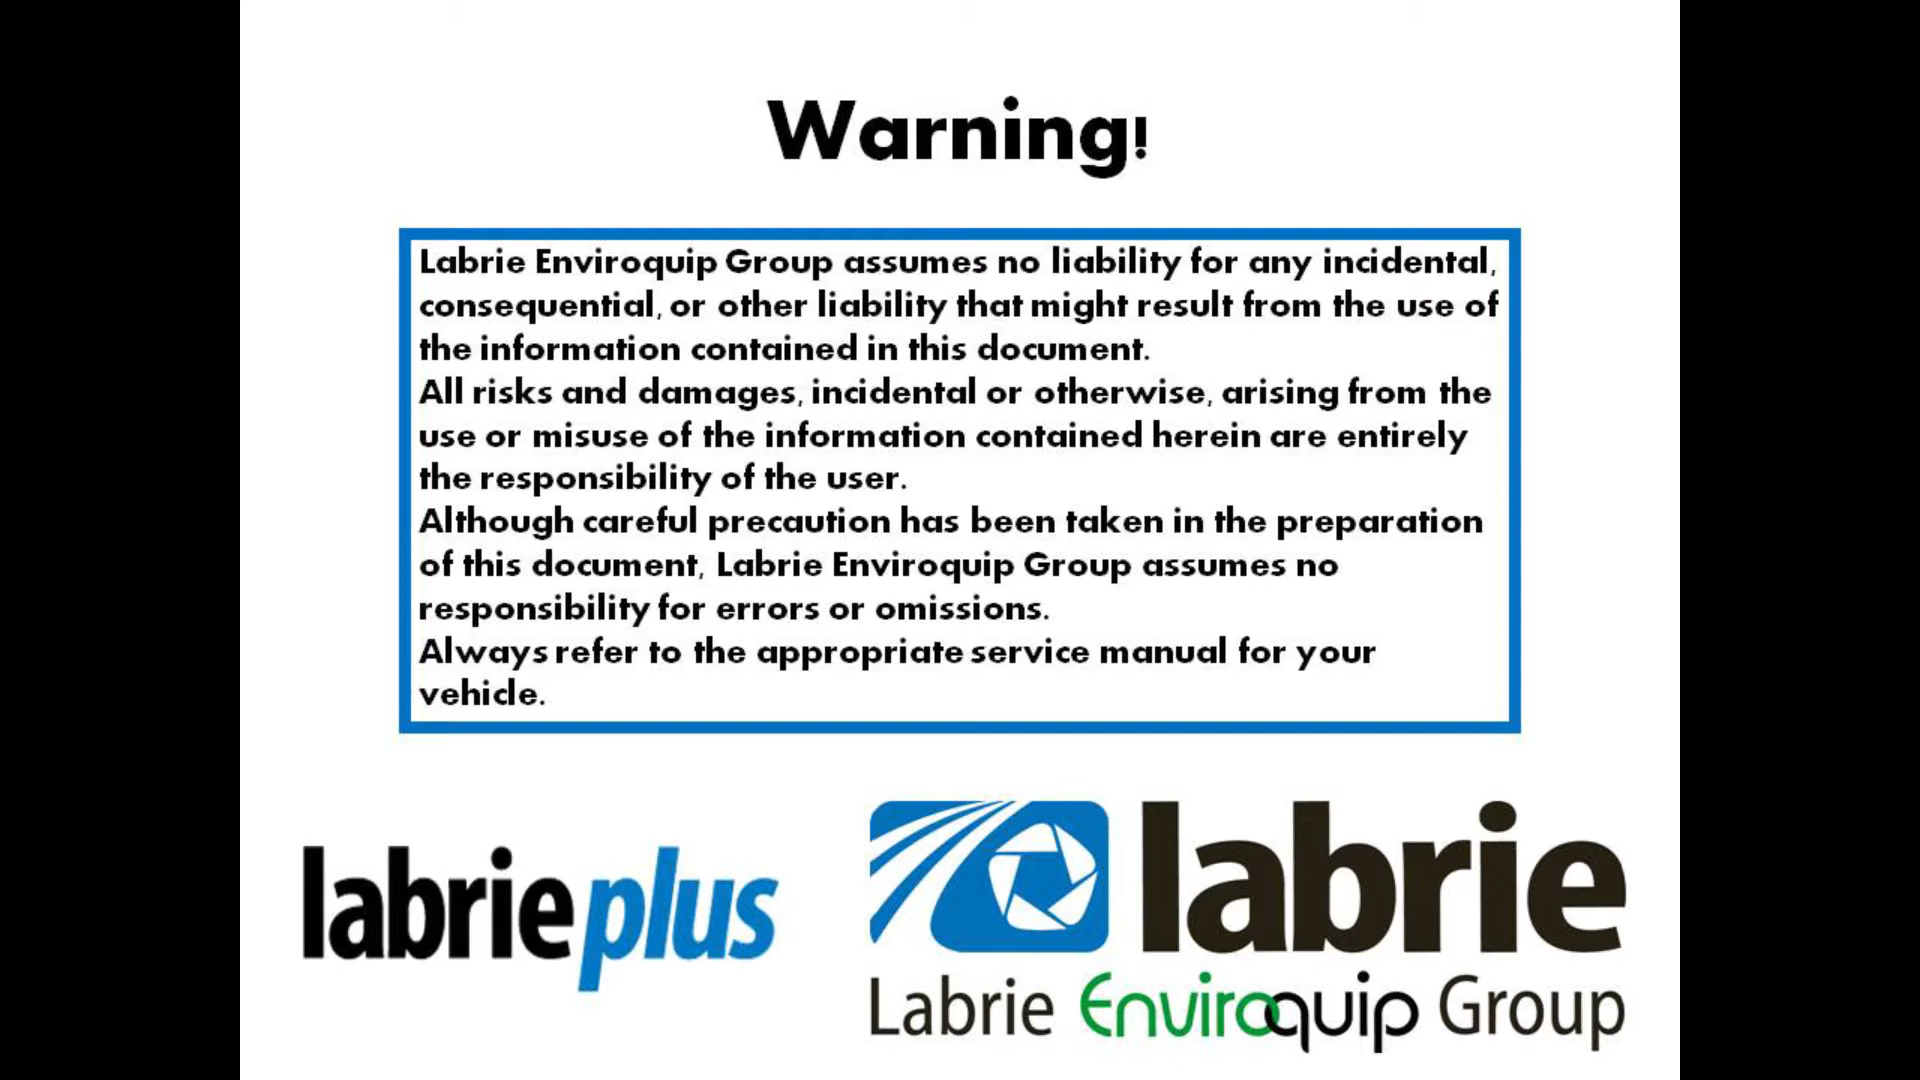 Warning!
Labrie Enviroquip Group assumes no liability for any incidental,
consequential, or other liability that might result from the use of
the information contained in this document.
All risks and damages, incidental or otherwise, arising from the
use or misuse of the information contained herein are entirely
the responsibility of the user.
Although careful precaution has been taken in the preparation
of this document, Labrie Enviroquip Group assumes no
responsibility for errors or omissions.
Always refer to the appropriate service manual for your
vehicle.
labrieplus
labrie
Labrie Enviroquip Group